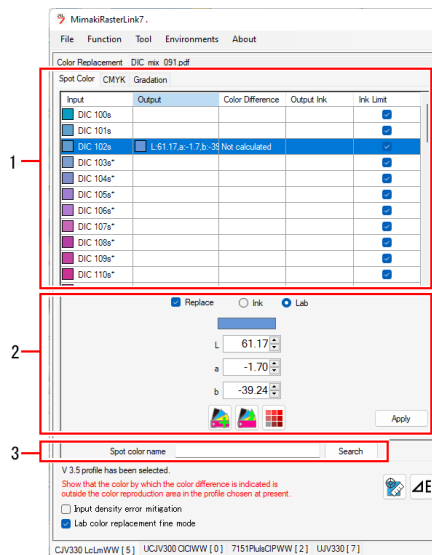 MimakiRasterLink7.
File Function Tool Environments About
Color Replacement DIC_mix_091.pdf
Spot Color CMYK Gradation
Input Output Color Difference Output Ink Ink Limit
DIC 100s
DIC 101s
DIC 102s L:61.17,a:-1.7,b:-39 Not calculated
1
DIC 103s*
DIC 104s*
DIC 105s*
DIC 106s*
DIC 107s*
DIC 108s*
DIC 109s*
DIC 110s*
Replace Ink Lab
2
L 61.17
a -1.70
b -39.24
Apply
3
Spot color name Search
V 3.5 profile has been selected.
Show that the color by which the color difference is indicated is
outside the color reproduction area in the profile chosen at present.
Input density error mitigation
Lab color replacement fine mode
CJV330 LcLmWW [ 5 ] UCJV300 ClClWW [ 0 ] 7151PlulsClPWW [ 2 ] UJV330 [ 7 ]